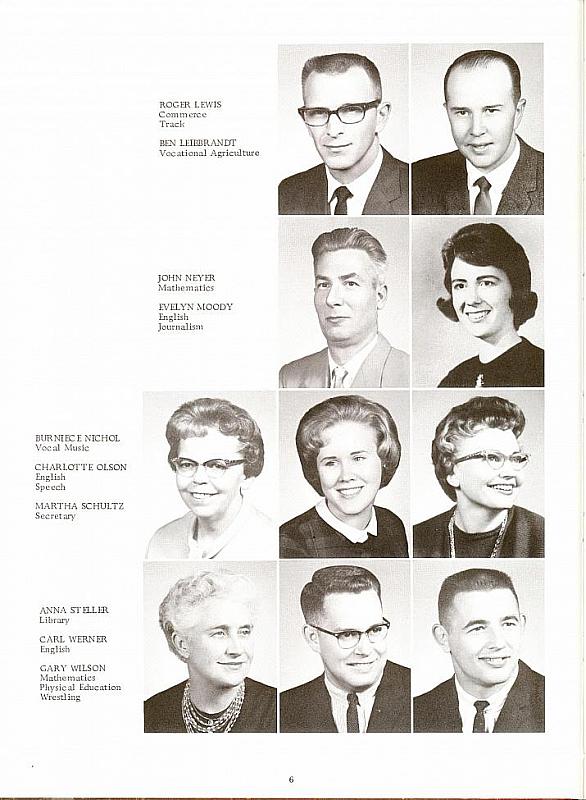 ROGER LEWIS
Commerce
Track
BEN LEIBBRANDT
Vocational Agriculture
JOHN NEYER
Mathematics
EVELYN MOODY
English
Journalism
BURNIECE NICHOL
Vocal Music
CHARLOTTE OLSON
English
Speech
MARTHA SCHULTZ
Secretary
ANNA STELLER
Library
CARL WERNER
English
GARY WILSON
Mathematics
Physical Education
Wrestling
6